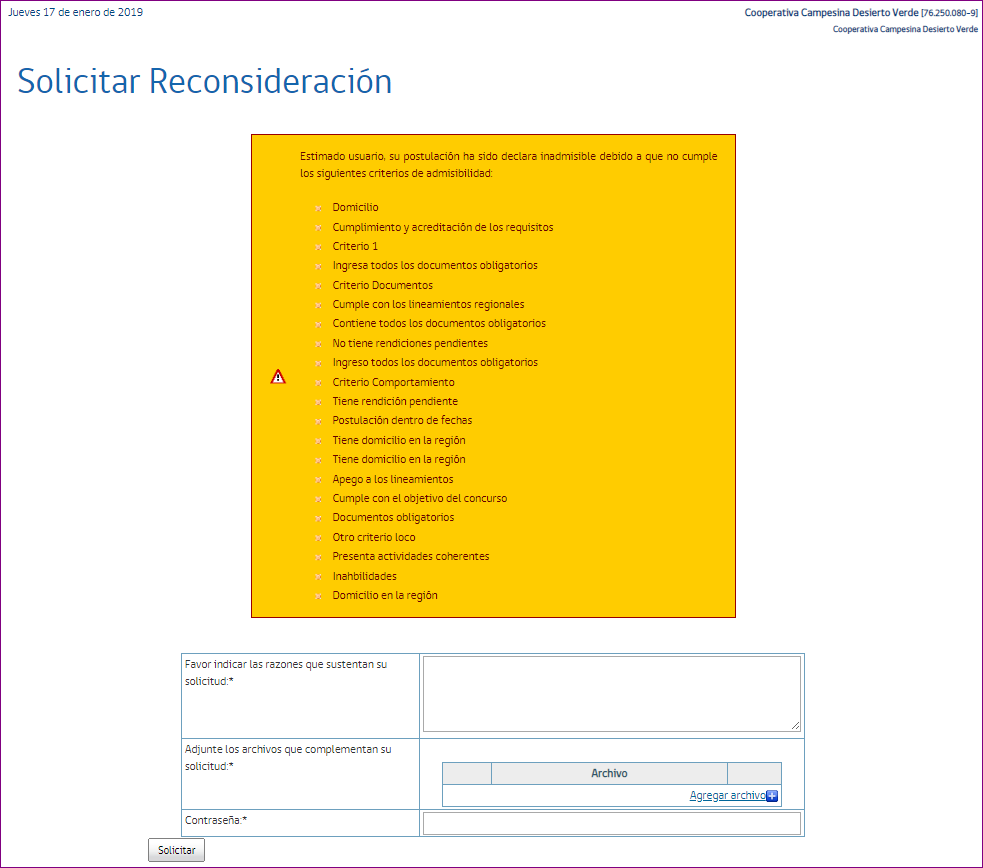 Jueves 17 de enero de 2019
Cooperativa Campesina Desierto Verde [76.250.080-9]
Cooperativa Campesina Desierto Verde
Solicitar Reconsideración
Estimado usuario, su postulación ha sido declara inadmisible debido a que no cumple
los siguientes criterios de admisibilidad:
Domicilio
Cumplimiento y acreditación de los requisitos
Criterio 1
Ingresa todos los documentos obligatorios
Criterio Documentos
Cumple con los lineamientos regionales
Contiene todos los documentos obligatorios
No tiene rendiciones pendientes
Ingreso todos los documentos obligatorios
Criterio Comportamiento
Tiene rendición pendiente
Postulación dentro de fechas
Tiene domicilio en la región
Tiene domicilio en la región
Apego a los lineamientos
Cumple con el objetivo del concurso
Documentos obligatorios
Otro criterio loco
Presenta actividades coherentes
Inahbilidades
Domicilio en la región
Favor indicar las razones que sustentan su
solicitud:*
Adjunte los archivos que complementan su
solicitud:*
Archivo
Agregar archivo
Contraseña:*
Solicitar